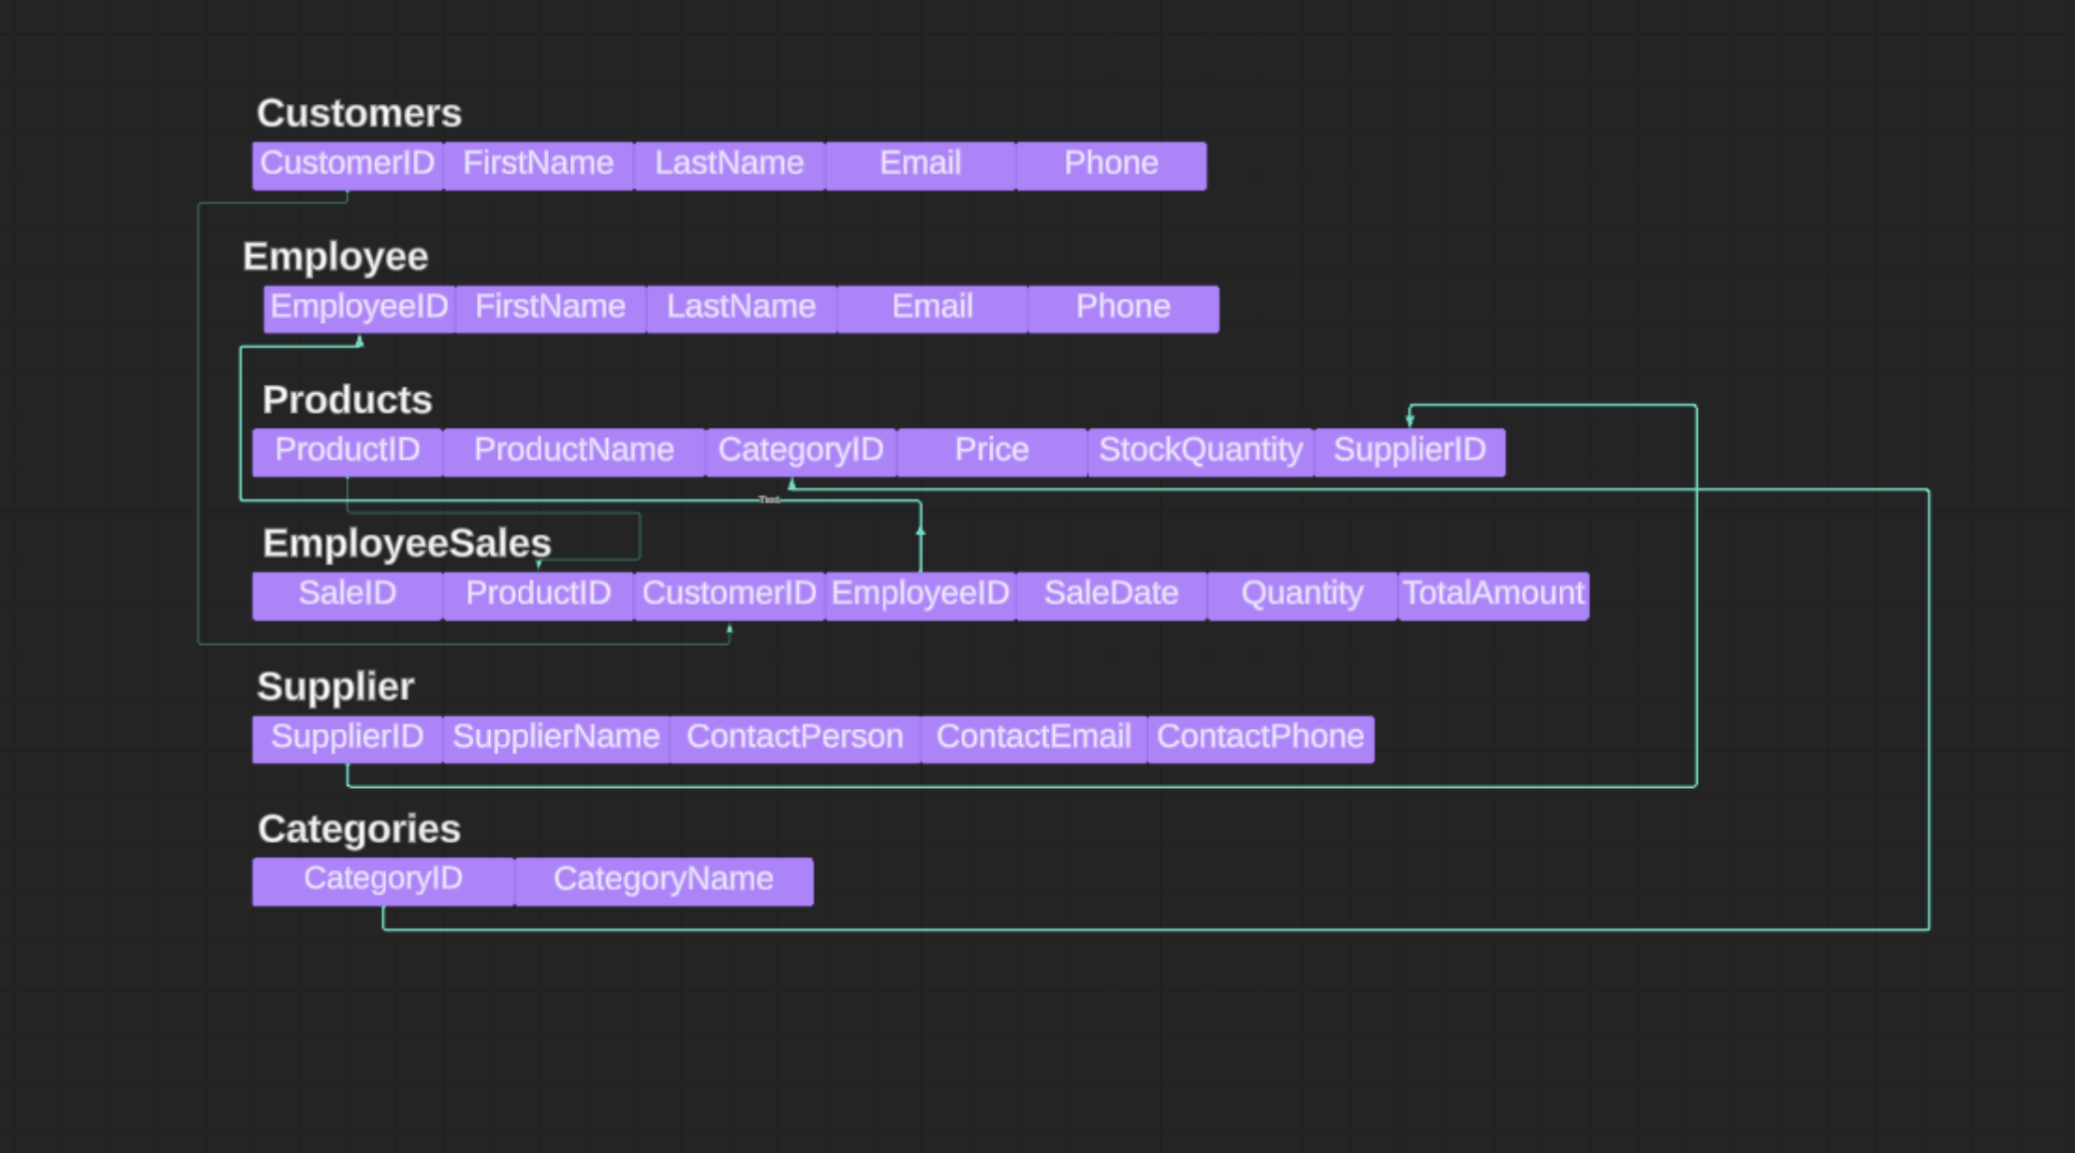 Customers
CustomerID FirstName LastName Email Phone
Employee
EmployeeID FirstName LastName Email Phone
Products
ProductID ProductName CategoryID Price StockQuantity SupplierID
Text
EmployeeSales
SaleID ProductID CustomerID EmployeeID SaleDate Quantity TotalAmount
Supplier
SupplierID SupplierName ContactPerson ContactEmail ContactPhone
Categories
CategoryID CategoryName